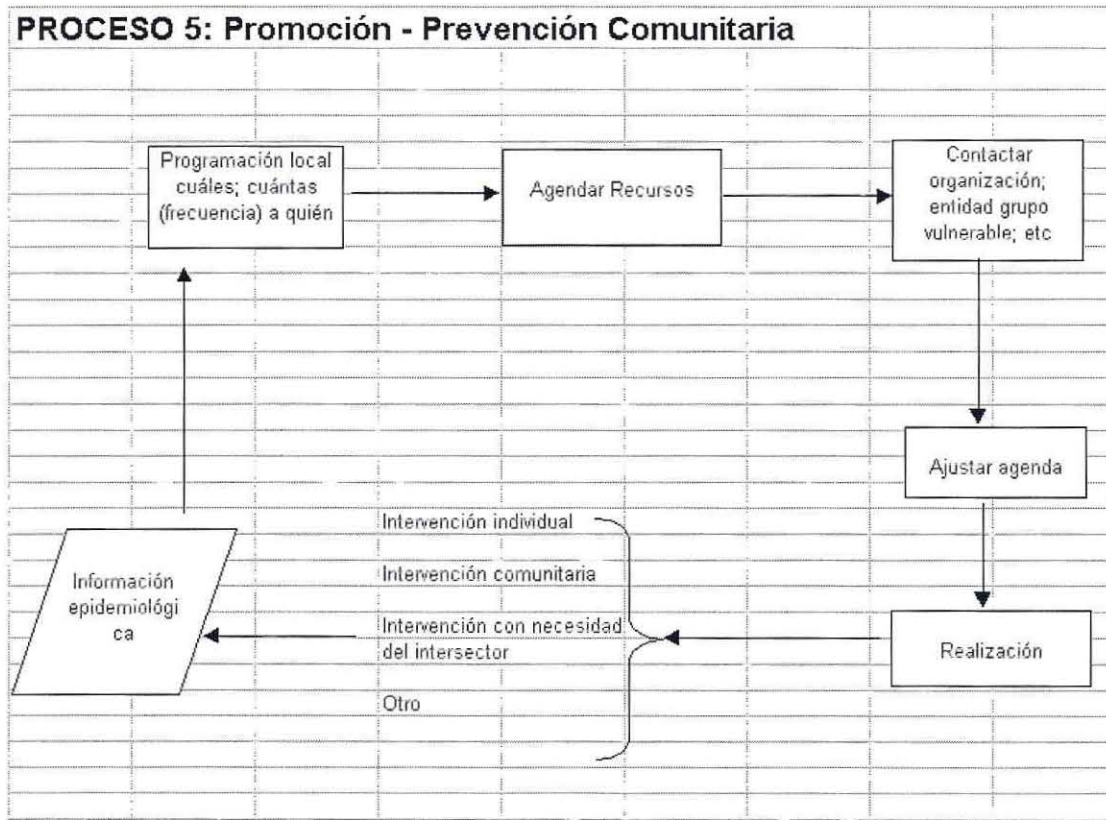 PROCESO 5: Promoción - Prevención Comunitaria
Programación local
cuáles; cuántas
(frecuencia) a quién
Agendar Recursos
Contactar
organización;
entidad grupo
vulnerable; etc
Ajustar agenda
Realización
Intervención individual
Intervención comunitaria
Intervención con necesidad
del intersector
Otro
Información
epidemiológi
ca